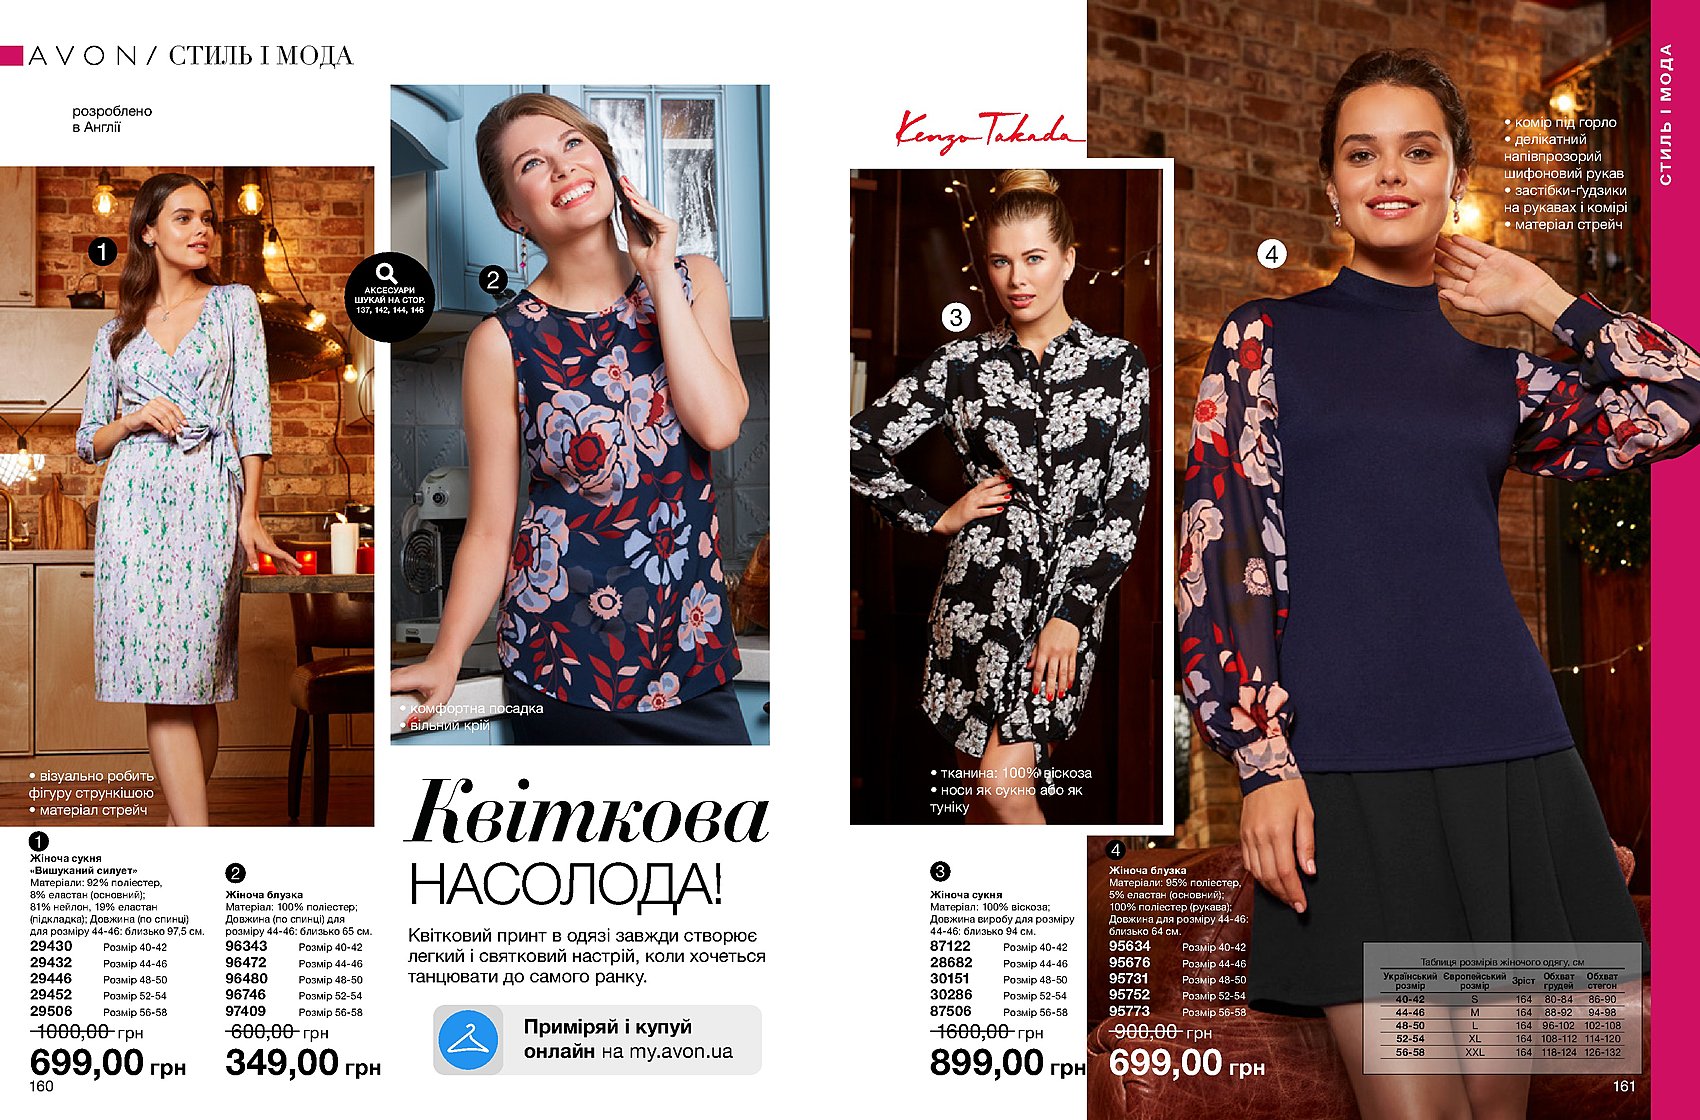 AVON / СТИЛЬ І МОДА
розроблено
в Англії
1
АКСЕСУАРИ
ШУКАЙ НА СТОР.
137, 142, 144, 146
2
• комфортна посадка
• вільний крій
• візуально робить
фігуру стрункішою
• матеріал стрейч
1
Жіноча сукня
«Вишуканий силует»
Матеріали: 92% поліестер,
8% еластан (основний);
81% нейлон, 19% еластан
(підкладка); Довжина (по спинці)
для розміру 44-46: близько 97,5 см.
29430 Розмір 40-42
29432 Розмір 44-46
29446 Розмір 48-50
29452 Розмір 52-54
29506 Розмір 56-58
1000,00 грн
699,00 грн
160
2
Жіноча блузка
Матеріал: 100% поліестер;
Довжина (по спинці) для
розміру 44-46: близько 65 см.
96343 Розмір 40-42
96472 Розмір 44-46
96480 Розмір 48-50
96746 Розмір 52-54
97409 Розмір 56-58
600,00 грн
349,00 грн
Квіткова
НАСОЛОДА!
Квітковий принт в одязі завжди створює
легкий і святковий настрій, коли хочеться
танцювати до самого ранку.
Приміряй і купуй
онлайн на my.avon.ua
Kenzo Takada
3
• тканина: 100% віскоза
• носи як сукню або як
туніку
3
Жіноча сукня
Матеріал: 100% віскоза;
Довжина виробу для розміру
44-46: близько 94 см.
87122 Розмір 40-42
28682 Розмір 44-46
30151 Розмір 48-50
30286 Розмір 52-54
87506 Розмір 56-58
1600,00 грн
899,00 грн
4
• комір під горло
• делікатний
напівпрозорий
шифоновий рукав
• застібки-ґудзики
на рукавах і комірі
• матеріал стрейч
СТИЛЬ І МОДА
4
Жіноча блузка
Матеріали: 95% поліестер,
5% еластан (основний);
100% поліестер (рукава);
Довжина для розміру 44-46:
близько 64 см.
95634 Розмір 40-42
95676 Розмір 44-46
95731 Розмір 48-50
95752 Розмір 52-54
95773 Розмір 56-58
900,00 грн
699,00 грн
Таблиця розмірів жіночого одягу, см
Український розмір Європейський розмір Зріст Обхват грудей Обхват стегон
40-42 S 164 80-84 86-90
44-46 M 164 88-92 94-98
48-50 L 164 96-102 102-108
52-54 XL 164 108-112 114-120
56-58 XXL 164 118-124 126-132
161